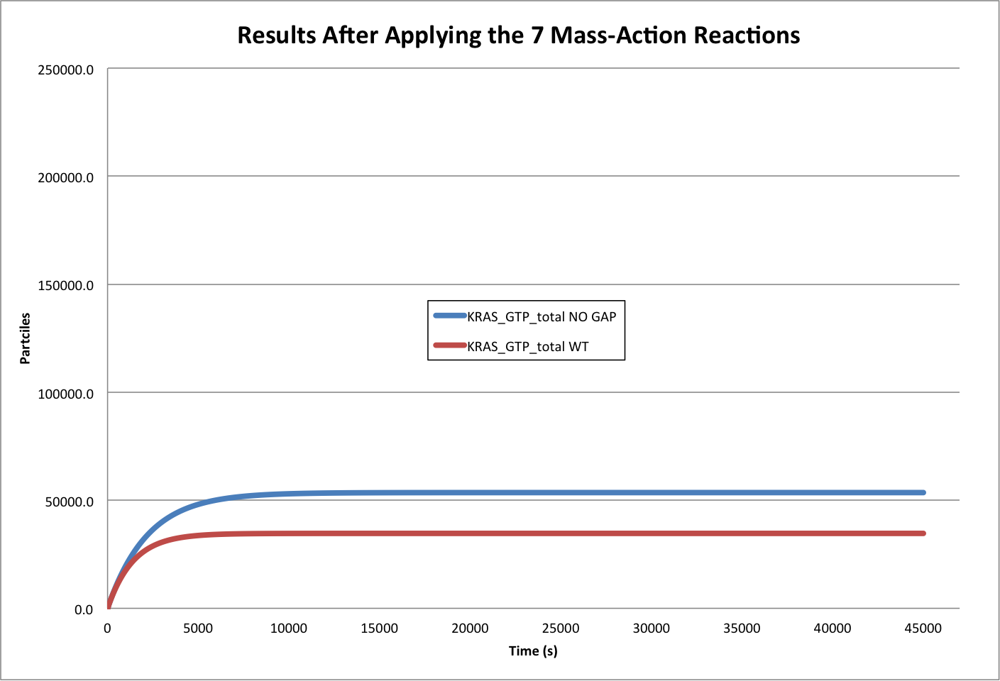 Results After Applying the 7 Mass-Action Reactions
250000.0
200000.0
150000.0
100000.0
50000.0
0.0
Partciles
KRAS_GTP_total NO GAP
KRAS_GTP_total WT
0 5000 10000 15000 20000 25000 30000 35000 40000 45000
Time (s)